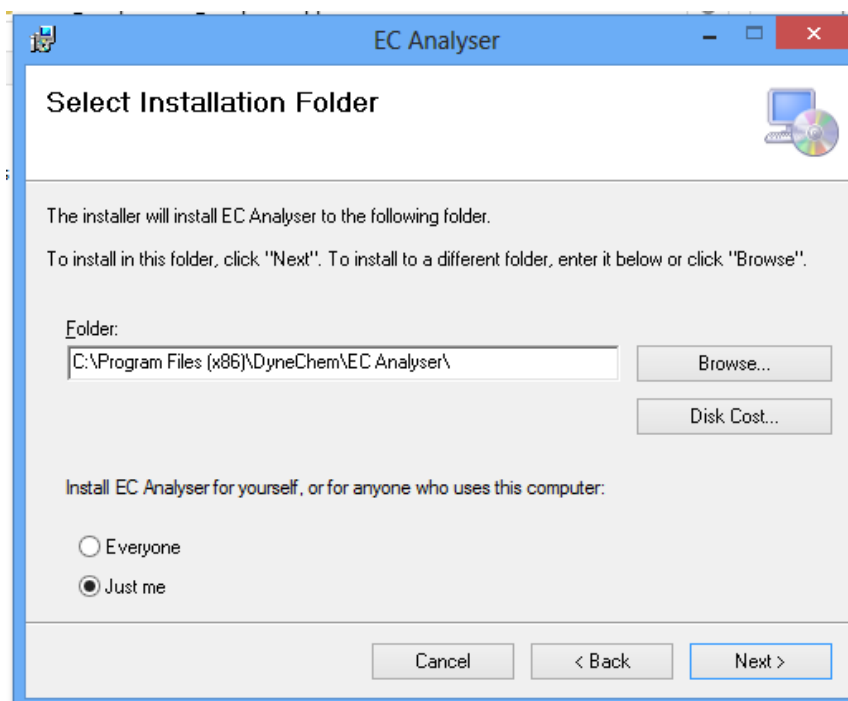 EC Analyser
Select Installation Folder
The installer will install EC Analyser to the following folder.
To install in this folder, click "Next". To install to a different folder, enter it below or click "Browse".
Folder:
C:\Program Files (x86)\DyneChem\EC Analyser\
Browse...
Disk Cost...
Install EC Analyser for yourself, or for anyone who uses this computer:
Everyone
Just me
Cancel
< Back
Next >